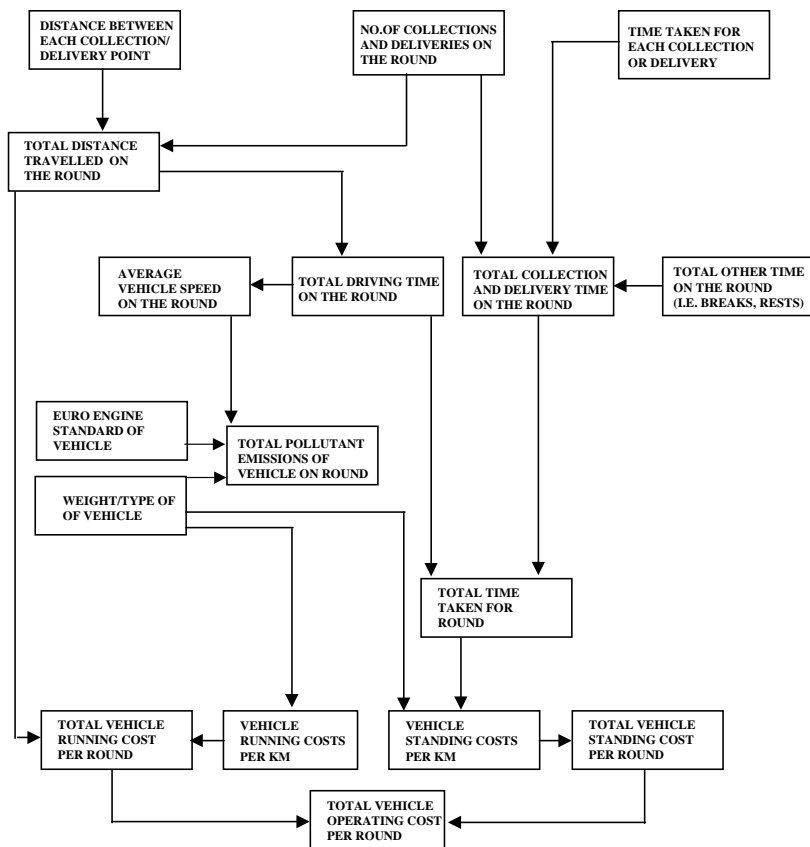 DISTANCE BETWEEN
EACH COLLECTION/
DELIVERY POINT
NO.OF COLLECTIONS
AND DELIVERIES ON
THE ROUND
TIME TAKEN FOR
EACH COLLECTION
OR DELIVERY
TOTAL DISTANCE
TRAVELLED ON
THE ROUND
AVERAGE
VEHICLE SPEED
ON THE ROUND
TOTAL DRIVING TIME
ON THE ROUND
TOTAL COLLECTION
AND DELIVERY TIME
ON THE ROUND
TOTAL OTHER TIME
ON THE ROUND
(I.E. BREAKS, RESTS)
EURO ENGINE
STANDARD OF
VEHICLE
TOTAL POLLUTANT
EMISSIONS OF
VEHICLE ON ROUND
WEIGHT/TYPE OF
OF VEHICLE
TOTAL TIME
TAKEN FOR
ROUND
TOTAL VEHICLE
RUNNING COST
PER ROUND
VEHICLE
RUNNING COSTS
PER KM
VEHICLE
STANDING COSTS
PER KM
TOTAL VEHICLE
STANDING COST
PER ROUND
TOTAL VEHICLE
OPERATING COST
PER ROUND